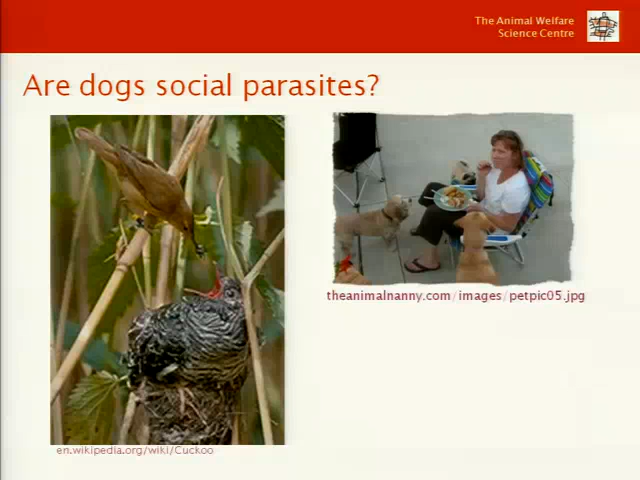 The Animal Welfare
Science Centre
Are dogs social parasites?
theanimalnanny.com/images/petpic05.jpg
en.wikipedia.org/wiki/Cuckoo